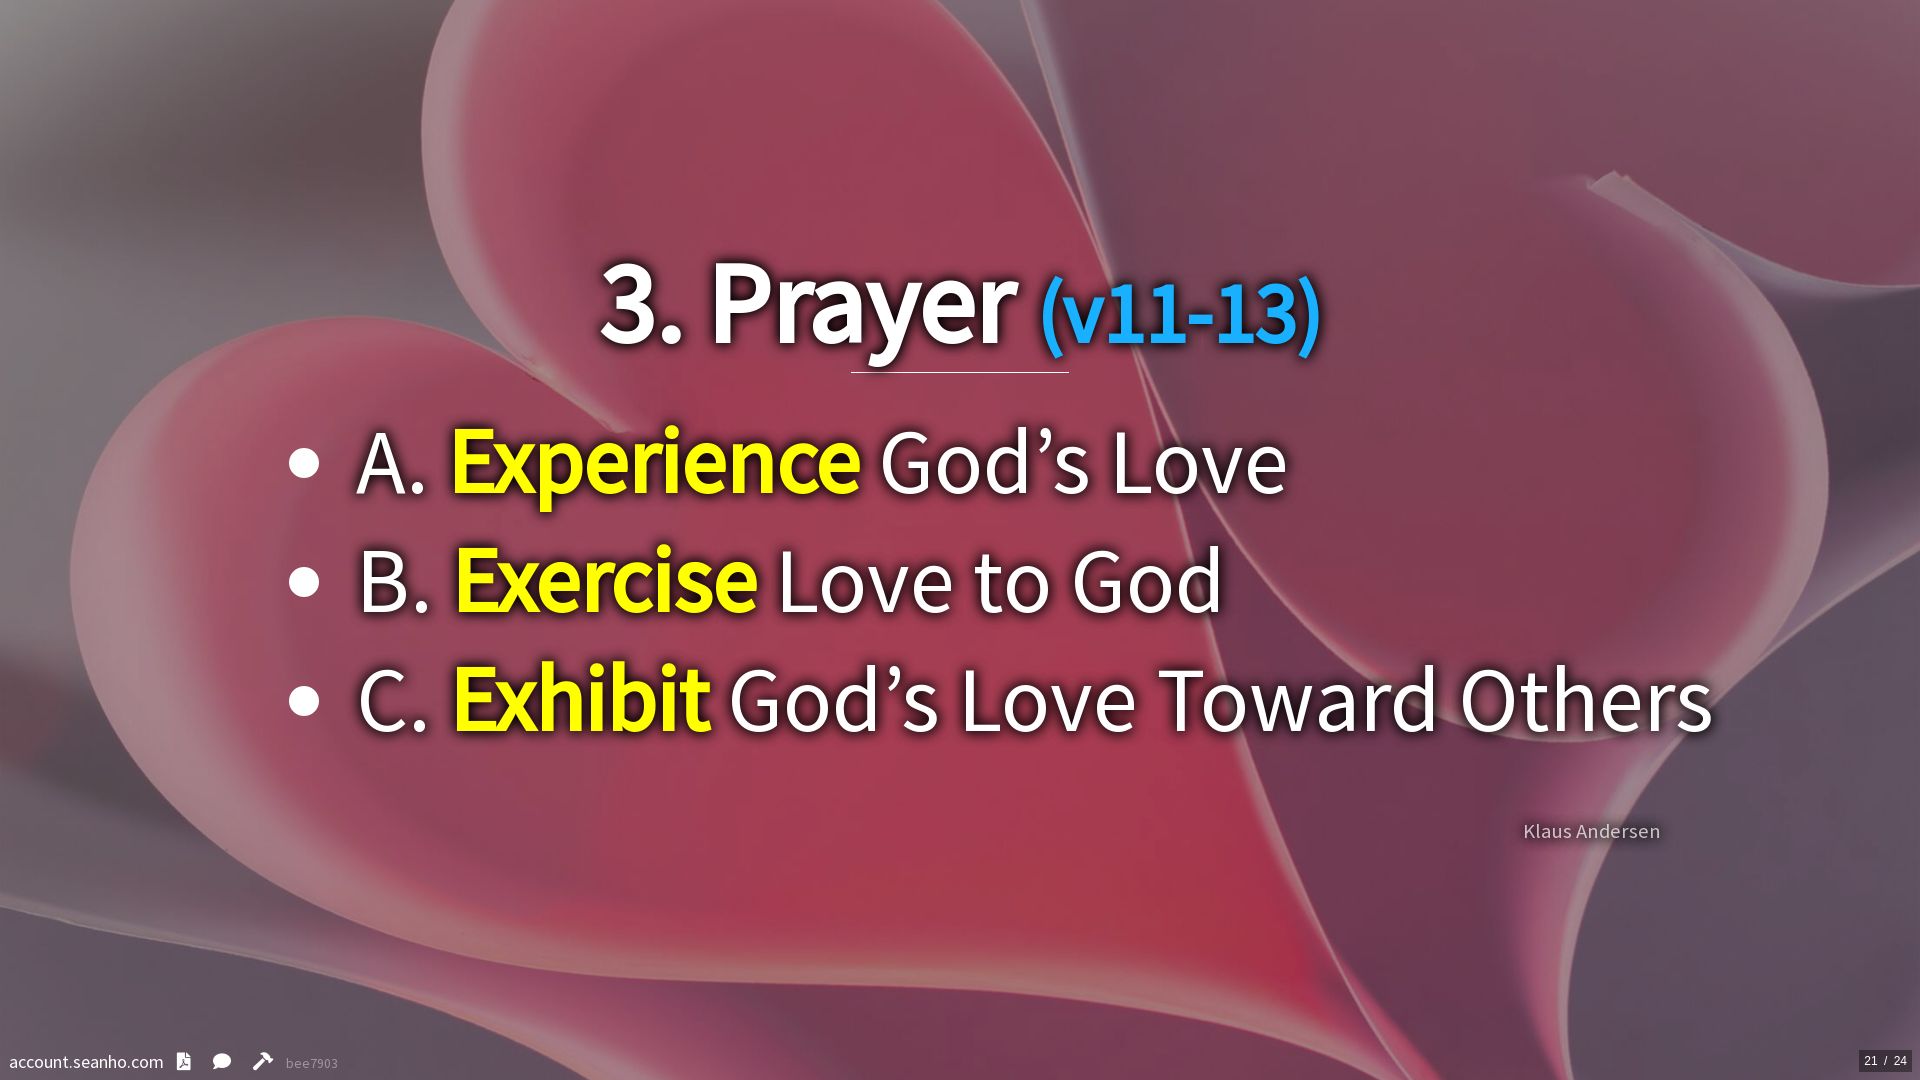 3. Prayer (v11-13)
• A. Experience God’s Love
• B. Exercise Love to God
• C. Exhibit God’s Love Toward Others
Klaus Andersen
account.seanho.com bee7903
21 / 24